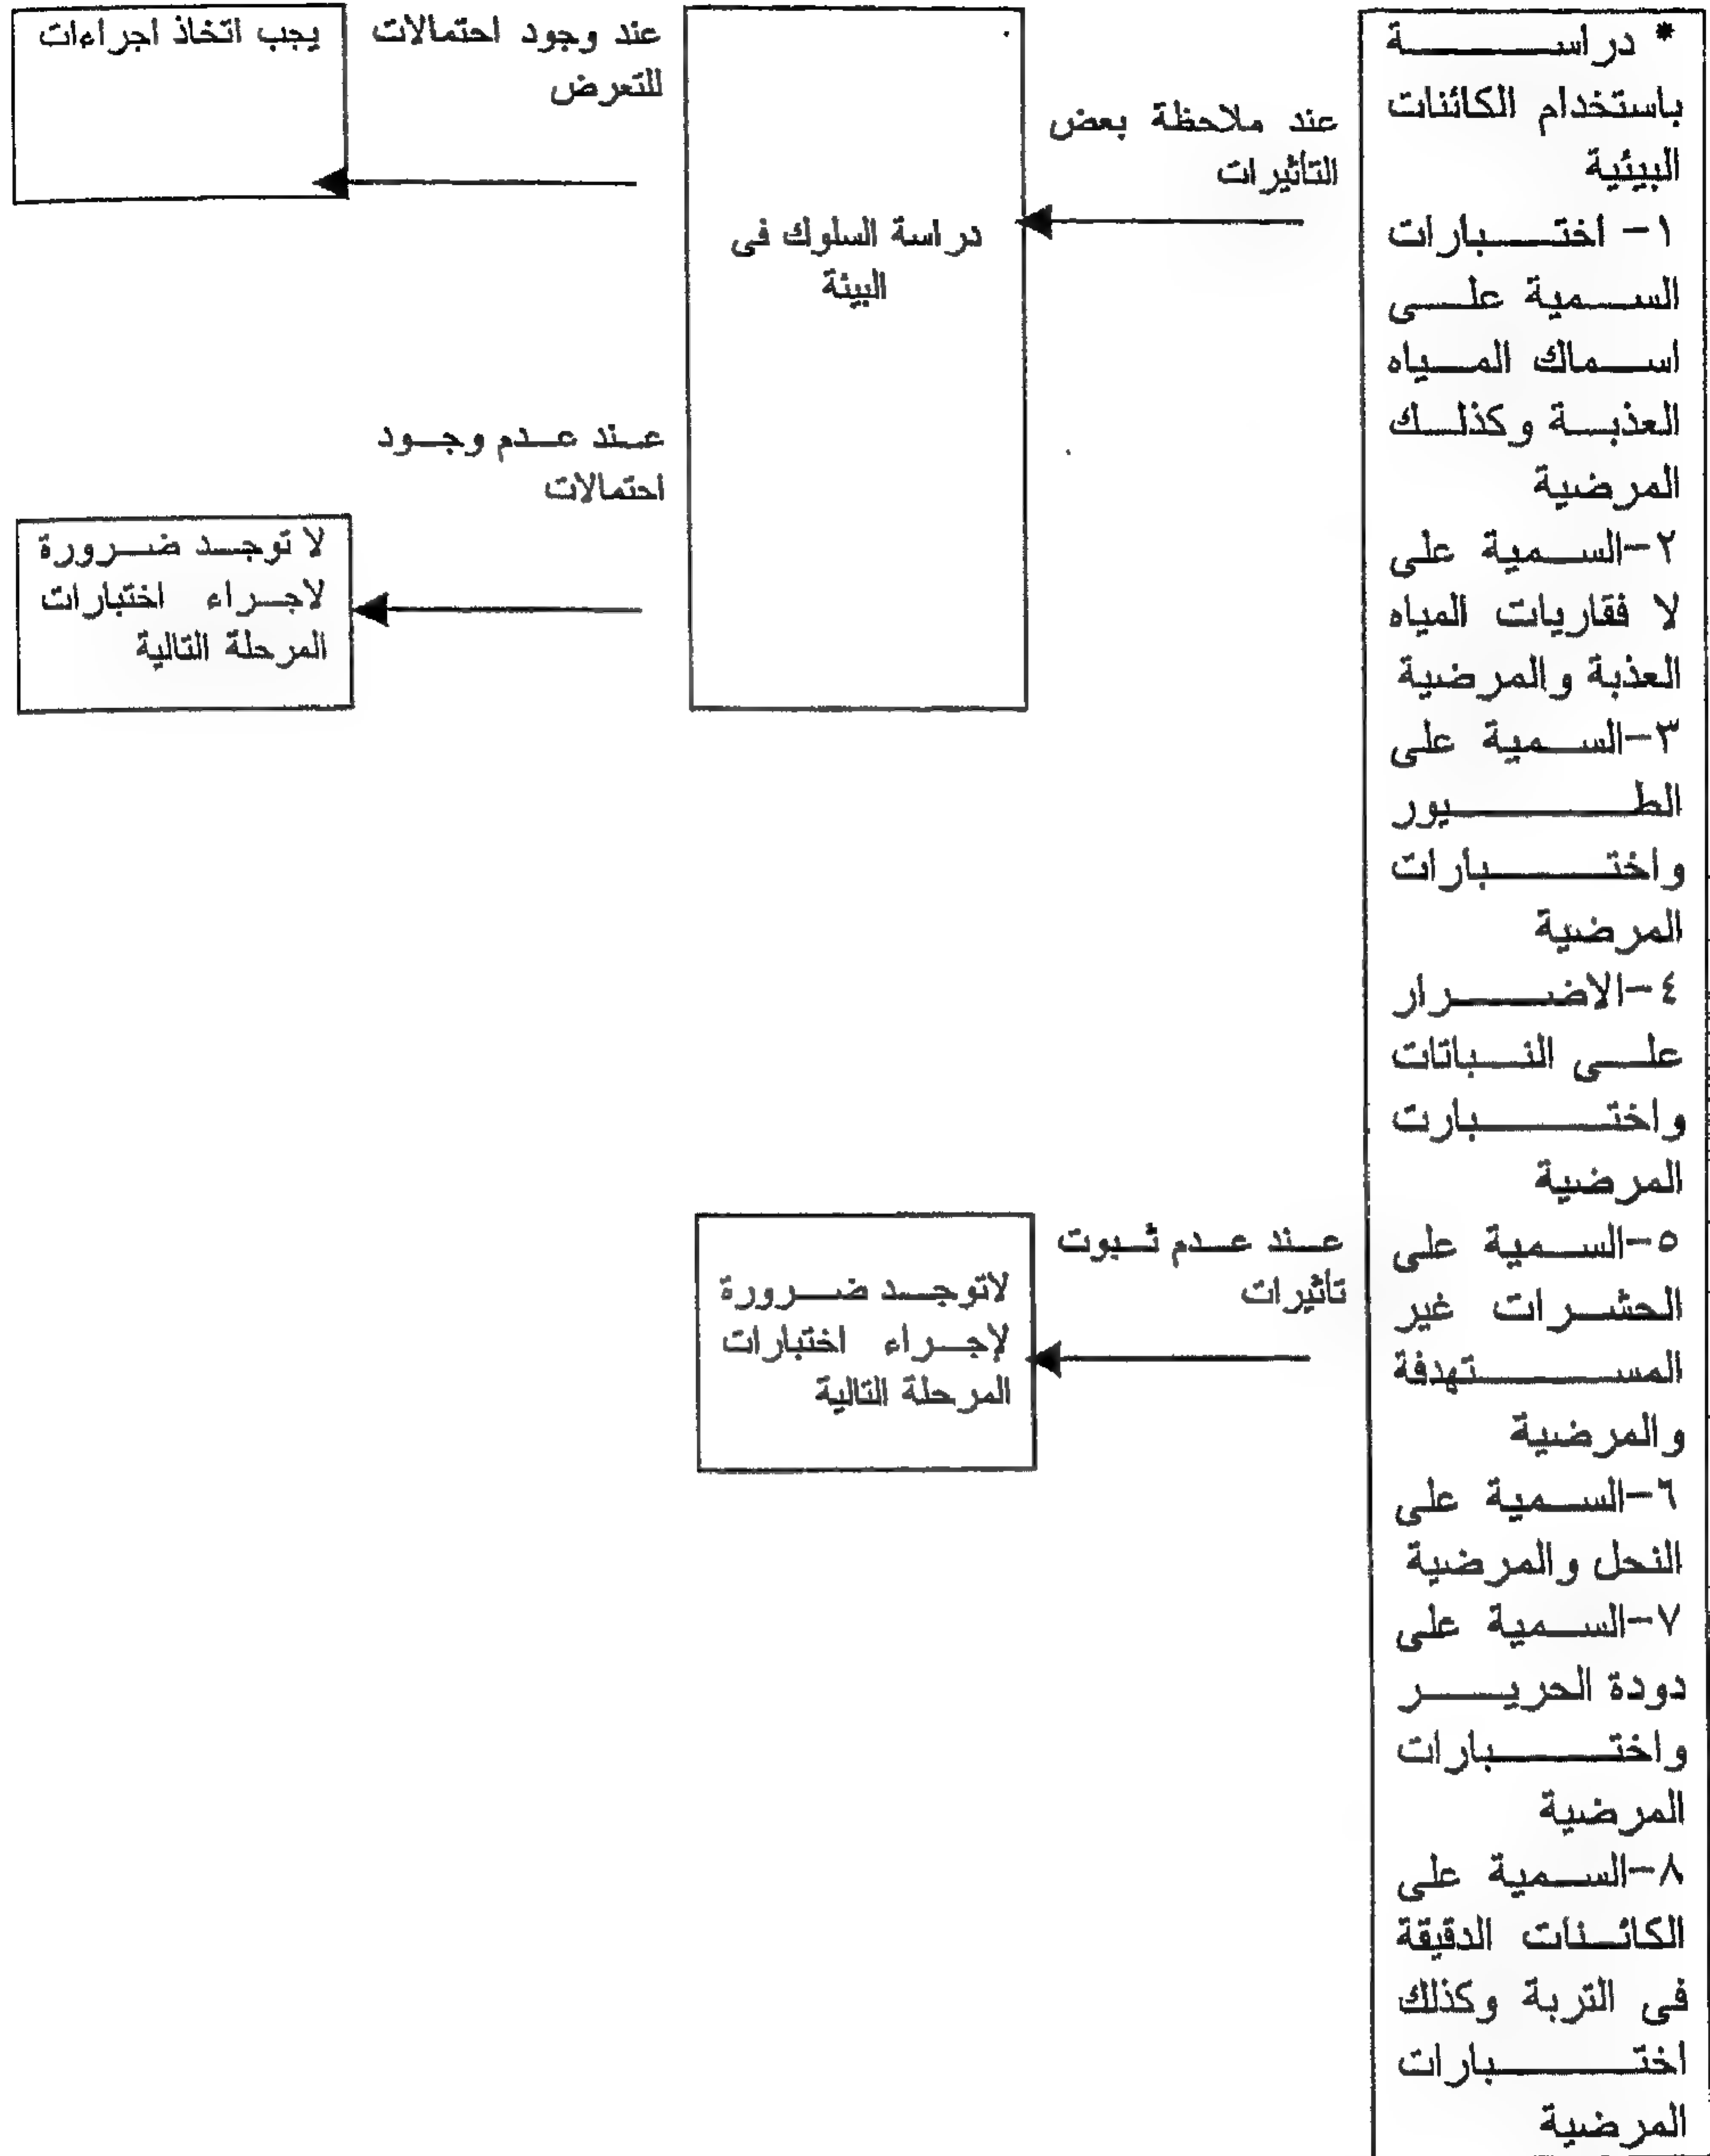 * دراسة
باستخدام الكائنات
البيئية
١- اختبارات
السمية على
اسماك المياه
العذبة وكذلك
المرضية
٢-السمية على
لا فقاريات المياه
العذبة والمرضية
٣-السمية على
الطيور
واختبارات
المرضية
٤-الاضرار
على النباتات
واختبارت
المرضية
٥-السمية على
الحشرات غير
المستهدفة
والمرضية
٦-السمية على
النحل والمرضية
٧-السمية على
دودة الحرير
واختبارات
المرضية
٨-السمية على
الكائنات الدقيقة
فى التربة وكذلك
اختبارات
المرضية
عند ملاحظة بعض
التأثيرات
دراسة السلوك فى
البيئة
عند وجود احتمالات
للتعرض
يجب اتخاذ اجراءات
عند عدم وجود
احتمالات
لا توجد ضرورة
لاجراء اختبارات
المرحلة التالية
عند عدم ثبوت
تأثيرات
لاتوجد ضرورة
لإجراء اختبارات
المرحلة التالية